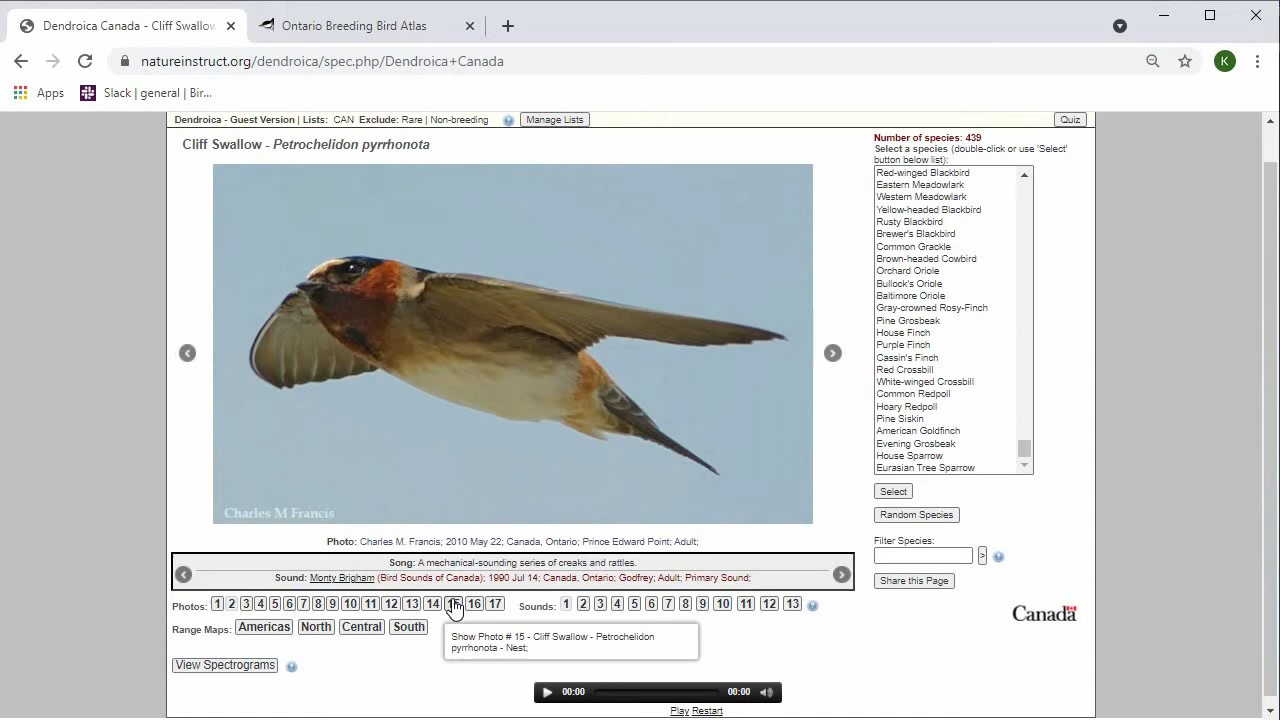 Dendroica Canada - Cliff Swallow
Ontario Breeding Bird Atlas
natureinstruct.org/dendroica/spec.php/Dendroica+Canada
K
Apps
Slack | general | Bir...
Dendroica - Guest Version | Lists: CAN Exclude: Rare | Non-breeding
Manage Lists
Quiz
Cliff Swallow - Petrochelidon pyrrhonota
Number of species: 439
Select a species (double-click or use 'Select' button below list):
Red-winged Blackbird
Eastern Meadowlark
Western Meadowlark
Yellow-headed Blackbird
Rusty Blackbird
Brewer's Blackbird
Common Grackle
Brown-headed Cowbird
Orchard Oriole
Bullock's Oriole
Baltimore Oriole
Gray-crowned Rosy-Finch
Pine Grosbeak
House Finch
Purple Finch
Cassin's Finch
Red Crossbill
White-winged Crossbill
Common Redpoll
Hoary Redpoll
Pine Siskin
American Goldfinch
Evening Grosbeak
House Sparrow
Eurasian Tree Sparrow
Select
Random Species
Filter Species:
>
Share this Page
Canada
Charles M Francis
Photo: Charles M. Francis; 2010 May 22; Canada, Ontario; Prince Edward Point; Adult;
Song: A mechanical-sounding series of creaks and rattles.
Sound: Monty Brigham (Bird Sounds of Canada); 1990 Jul 14; Canada, Ontario; Godfrey; Adult; Primary Sound;
Photos: 1 2 3 4 5 6 7 8 9 10 11 12 13 14 15 16 17 Sounds: 1 2 3 4 5 6 7 8 9 10 11 12 13
Range Maps: Americas North Central South
Show Photo # 15 - Cliff Swallow - Petrochelidon
pyrrhonota - Nest;
View Spectrograms
00:00 00:00
Play Restart